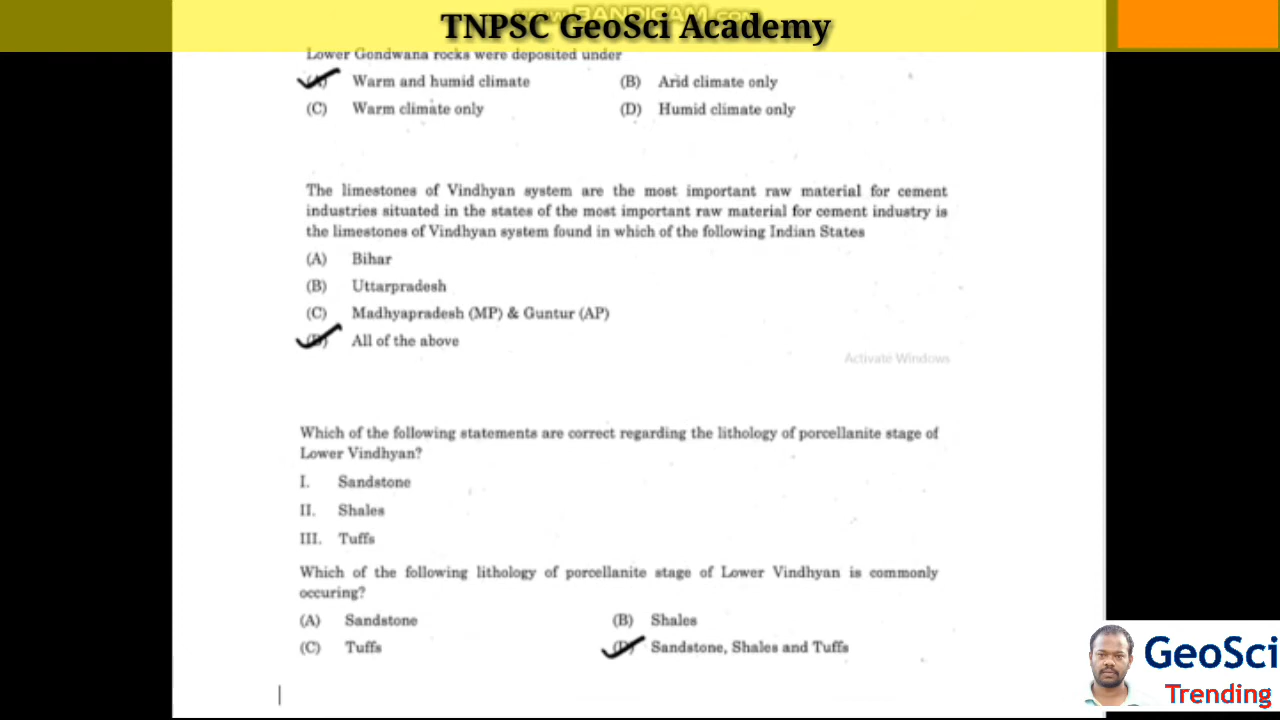 TNPSC GeoSci Academy
Lower Gondwana rocks were deposited under
Warm and humid climate (B) Arid climate only
(C) Warm climate only (D) Humid climate only
The limestones of Vindhyan system are the most important raw material for cement
industries situated in the states of the most important raw material for cement industry is
the limestones of Vindhyan system found in which of the following Indian States
(A) Bihar
(B) Uttarpradesh
(C) Madhyapradesh (MP) & Guntur (AP)
All of the above
Activate Windows
Which of the following statements are correct regarding the lithology of porcellanite stage of
Lower Vindhyan?
I. Sandstone
II. Shales
III. Tuffs
Which of the following lithology of porcellanite stage of Lower Vindhyan is commonly
occuring?
(A) Sandstone (B) Shales
(C) Tuffs Sandstone, Shales and Tuffs
GeoSci
Trending